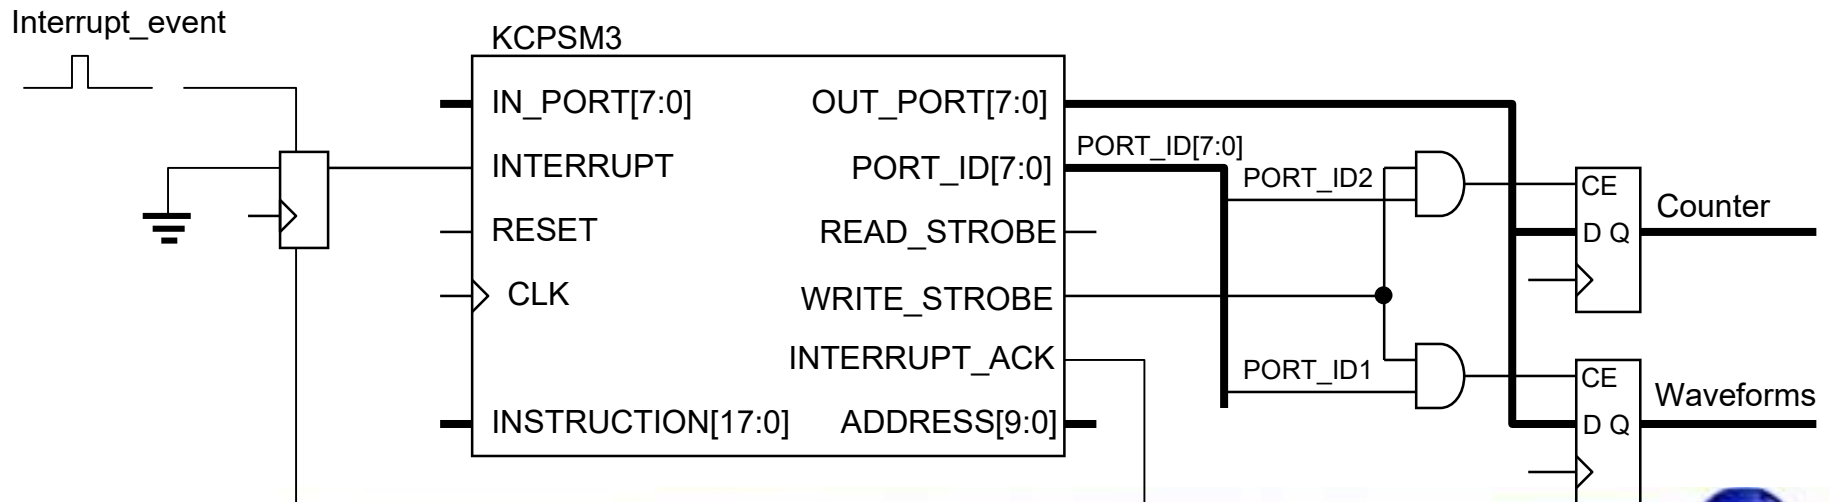 Interrupt_event
KCPSM3
IN_PORT[7:0]
OUT_PORT[7:0]
PORT_ID[7:0]
INTERRUPT
PORT_ID[7:0]
PORT_ID2
CE
Counter
RESET
READ_STROBE
D Q
CLK
WRITE_STROBE
INTERRUPT_ACK
PORT_ID1
CE
Waveforms
INSTRUCTION[17:0]
ADDRESS[9:0]
D Q